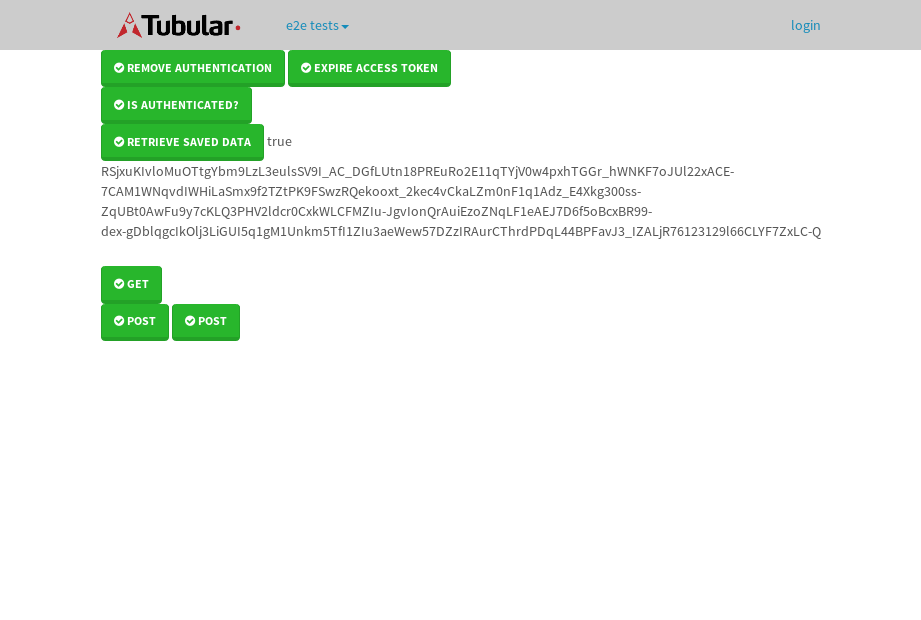 Tubular e2e tests login
REMOVE AUTHENTICATION EXPIRE ACCESS TOKEN
IS AUTHENTICATED?
RETRIEVE SAVED DATA true
RSjxuKIvloMuOTtgYbm9LzL3eulsSV9I_AC_DGfLUtn18PREuRo2E11qTYjV0w4pxhTGGr_hWNKF7oJUl22xACE-
7CAM1WNqvdIWHiLaSmx9f2TZtPK9FSwzRQekooxt_2kec4vCkaLZm0nF1q1Adz_E4Xkg300ss-
ZqUBt0AwFu9y7cKLQ3PHV2ldcr0CxkWLCFMZIu-JgvIonQrAuiEzoZNqLF1eAEJ7D6f5oBcxBR99-
dex-gDblqgcIkOlj3LiGUI5q1gM1Unkm5TfI1ZIu3aeWew57DZzIRAurCThrdPDqL44BPFavJ3_IZALjR76123129l66CLYF7ZxLC-Q
GET
POST POST